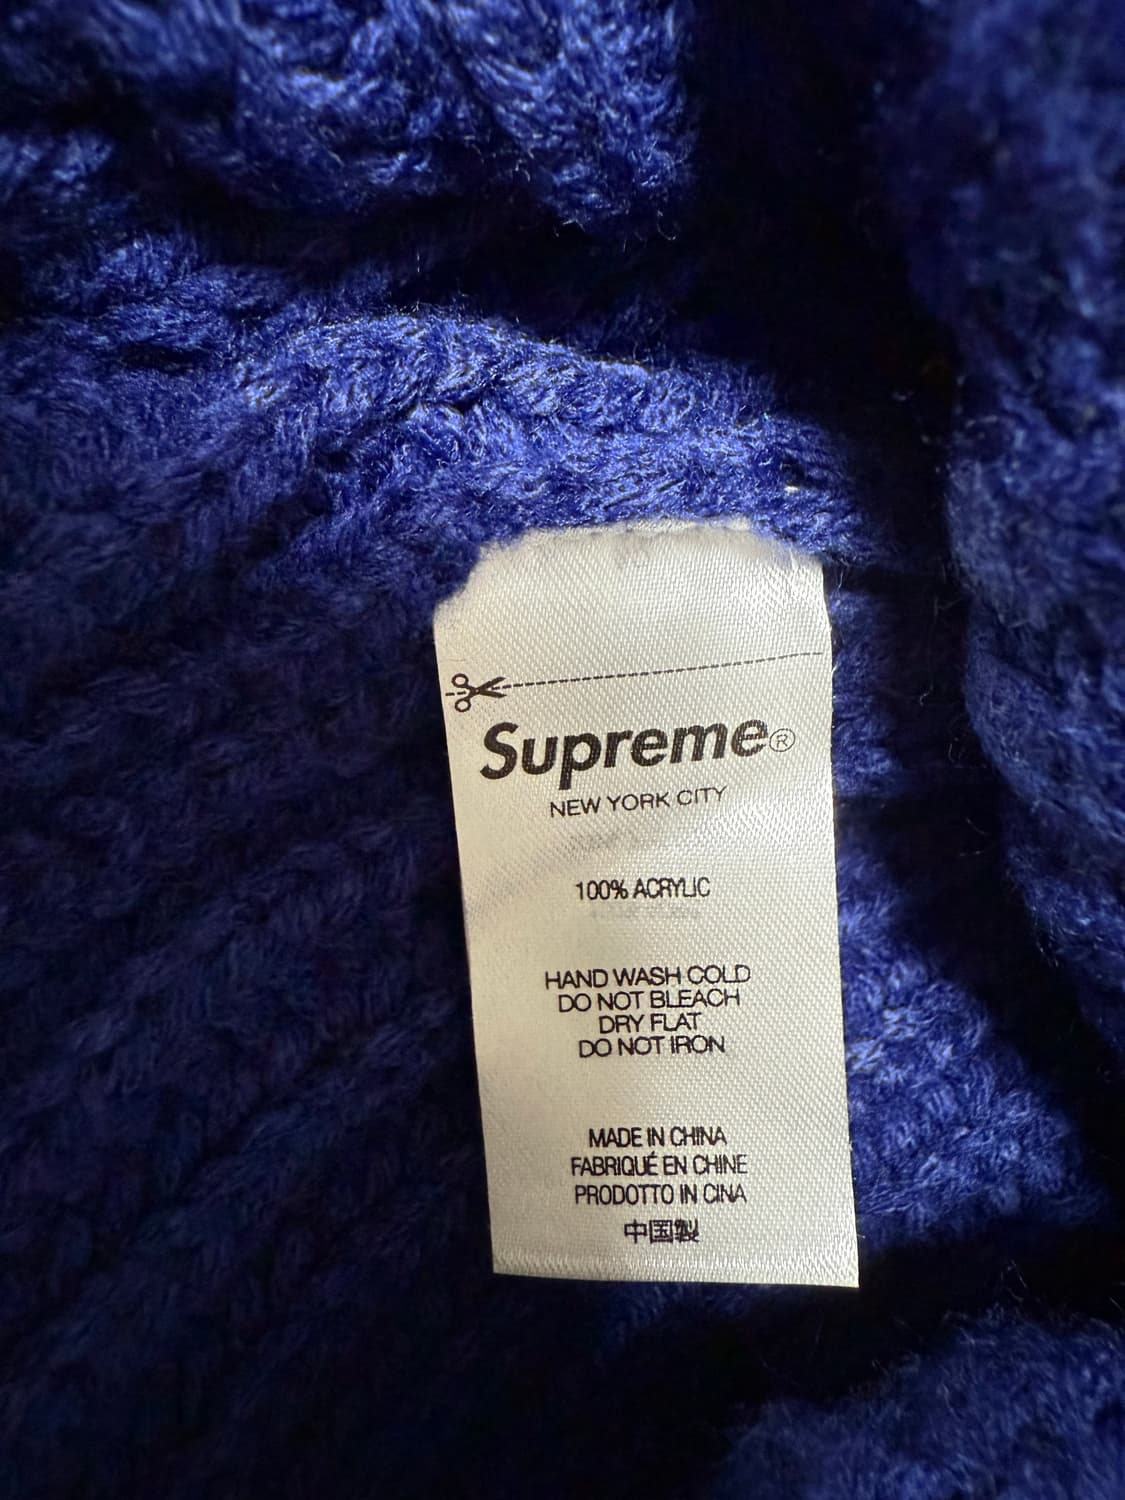 Supreme®
NEW YORK CITY
100% ACRYLIC
HAND WASH COLD
DO NOT BLEACH
DRY FLAT
DO NOT IRON
MADE IN CHINA
FABRIQUÉ EN CHINE
PRODOTTO IN CINA
中国製